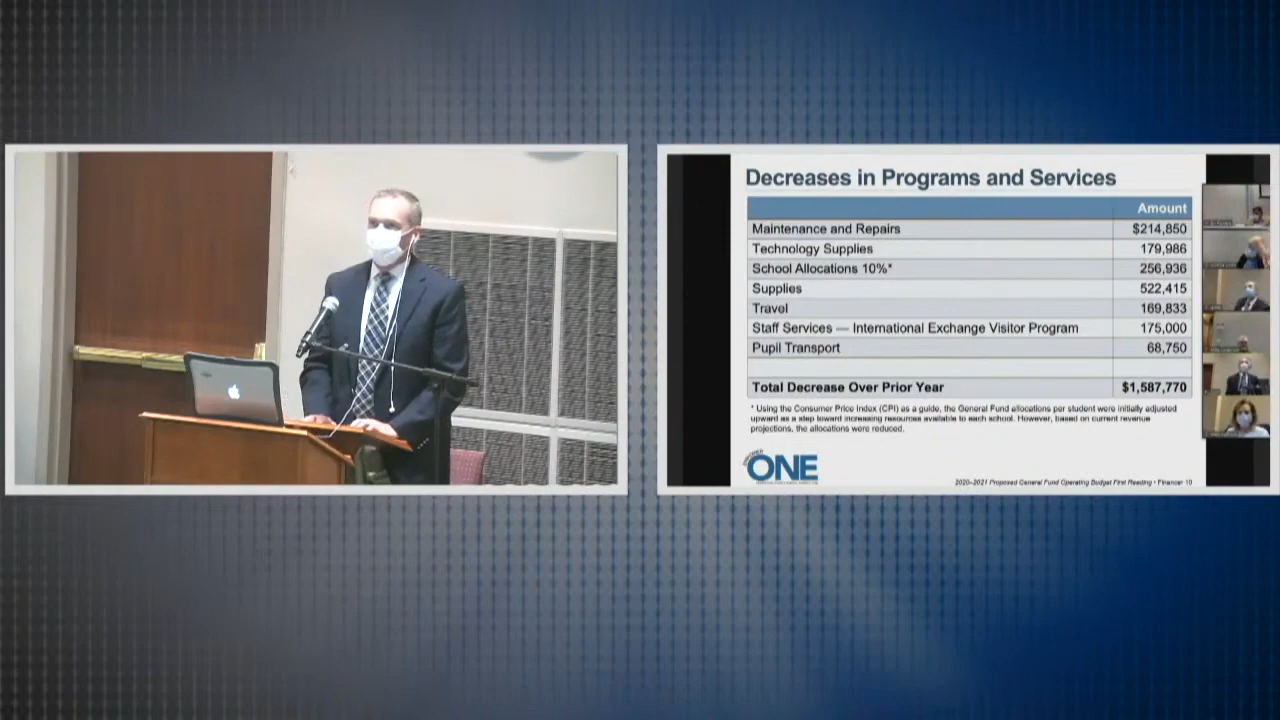 Decreases in Programs and Services
Amount
Maintenance and Repairs $214,850
Technology Supplies 179,986
School Allocations 10%* 256,936
Supplies 522,415
Travel 169,833
Staff Services — International Exchange Visitor Program 175,000
Pupil Transport 68,750
Total Decrease Over Prior Year $1,587,770
* Using the Consumer Price Index (CPI) as a guide, the General Fund allocations per student were initially adjusted
upward as a step toward increasing resources available to each school. However, based on current revenue
projections, the allocations were reduced.
ONE
2020–2021 Proposed General Fund Operating Budget First Reading • Finance 10